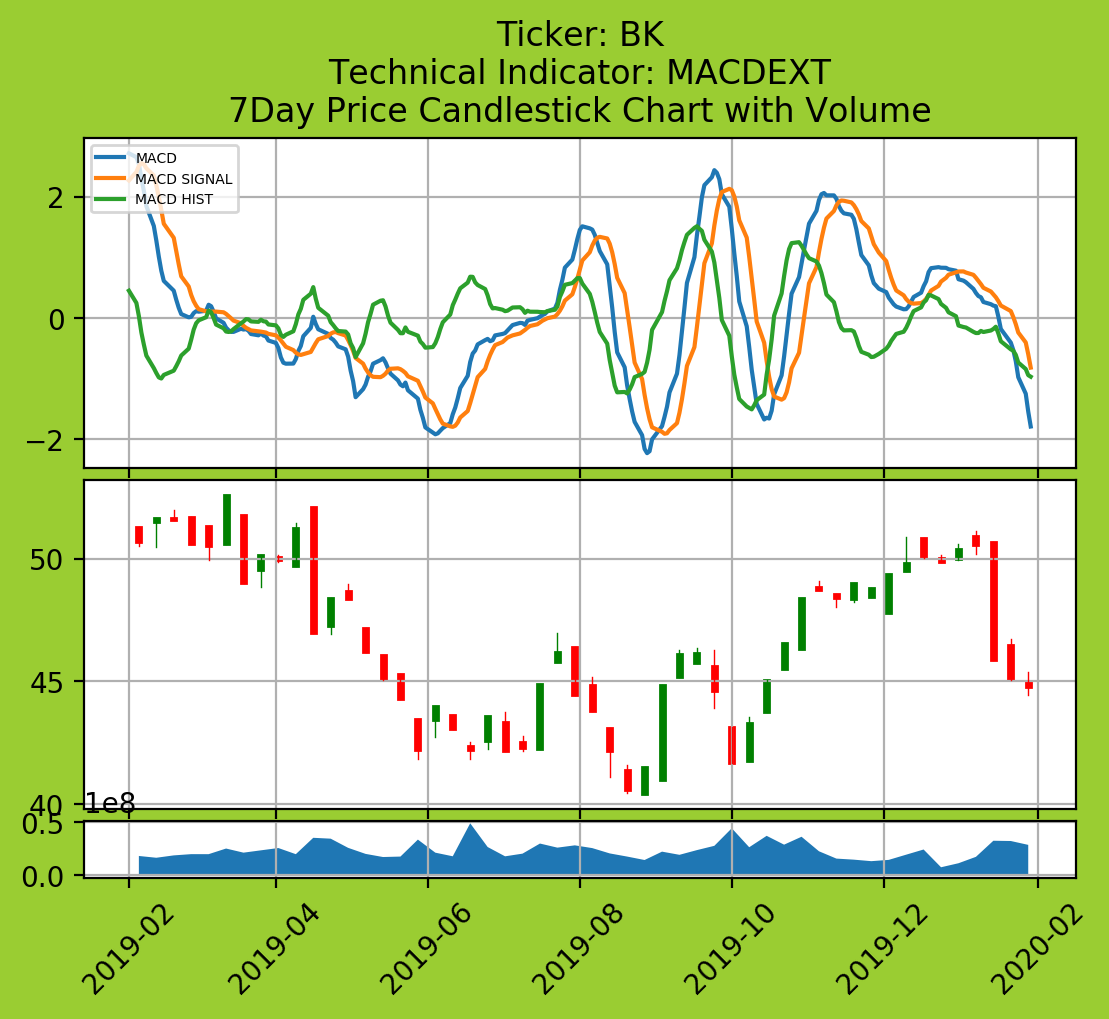 Ticker: BK
Technical Indicator: MACDEXT
7Day Price Candlestick Chart with Volume
MACD
MACD SIGNAL
MACD HIST
2
0
−2
50
45
40
1e8
0.5
0.0
2019-02
2019-04
2019-06
2019-08
2019-10
2019-12
2020-02